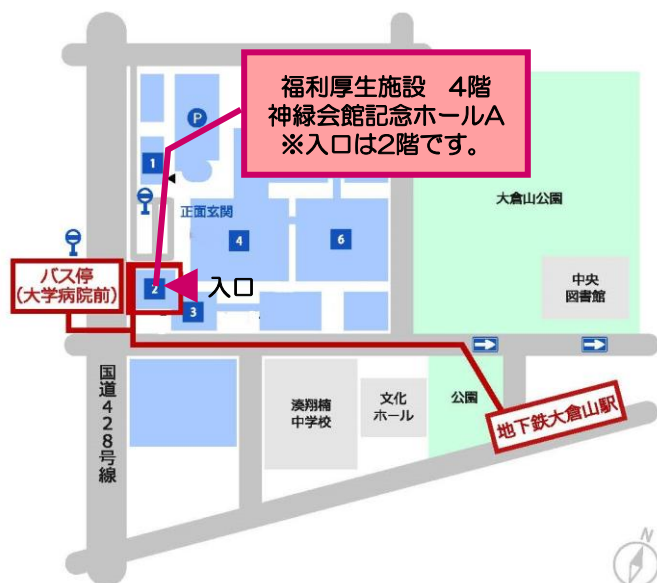 福利厚生施設　4階
神緑会館記念ホールA
※入口は2階です。
P
1
正面玄関
4
6
大倉山公園
中央
図書館
バス停
(大学病院前)
2
入口
3
国道428号線
湊翔楠
中学校
文化
ホール
公園
地下鉄大倉山駅
N